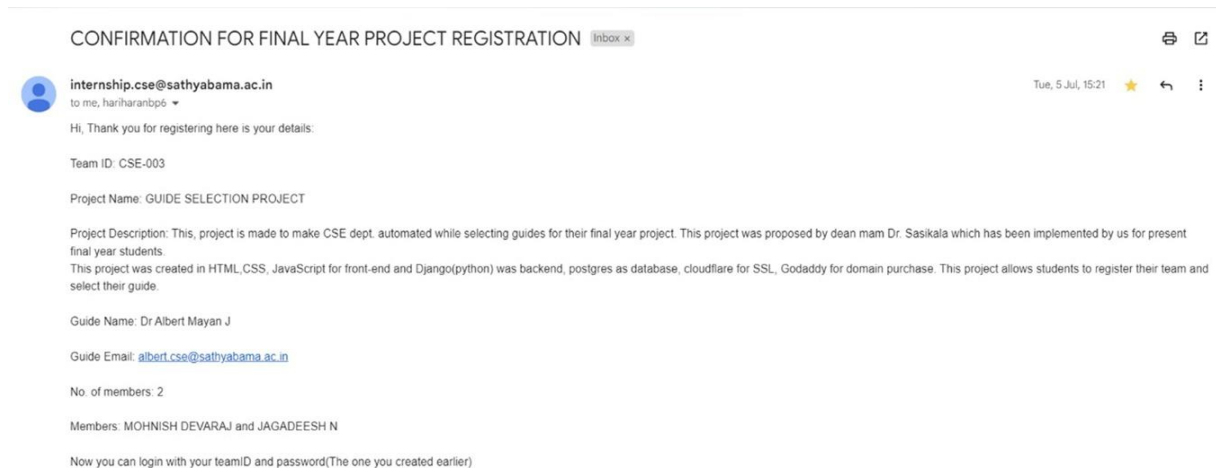 CONFIRMATION FOR FINAL YEAR PROJECT REGISTRATION Inbox ×
internship.cse@sathyabama.ac.in Tue, 5 Jul, 15:21
to me, hariharanbp6
Hi, Thank you for registering here is your details:
Team ID: CSE-003
Project Name: GUIDE SELECTION PROJECT
Project Description: This, project is made to make CSE dept. automated while selecting guides for their final year project. This project was proposed by dean mam Dr. Sasikala which has been implemented by us for present
final year students.
This project was created in HTML,CSS, JavaScript for front-end and Django(python) was backend, postgres as database, cloudflare for SSL, Godaddy for domain purchase. This project allows students to register their team and
select their guide.
Guide Name: Dr Albert Mayan J
Guide Email: albert.cse@sathyabama.ac.in
No. of members: 2
Members: MOHNISH DEVARAJ and JAGADEESH N
Now you can login with your teamID and password(The one you created earlier)